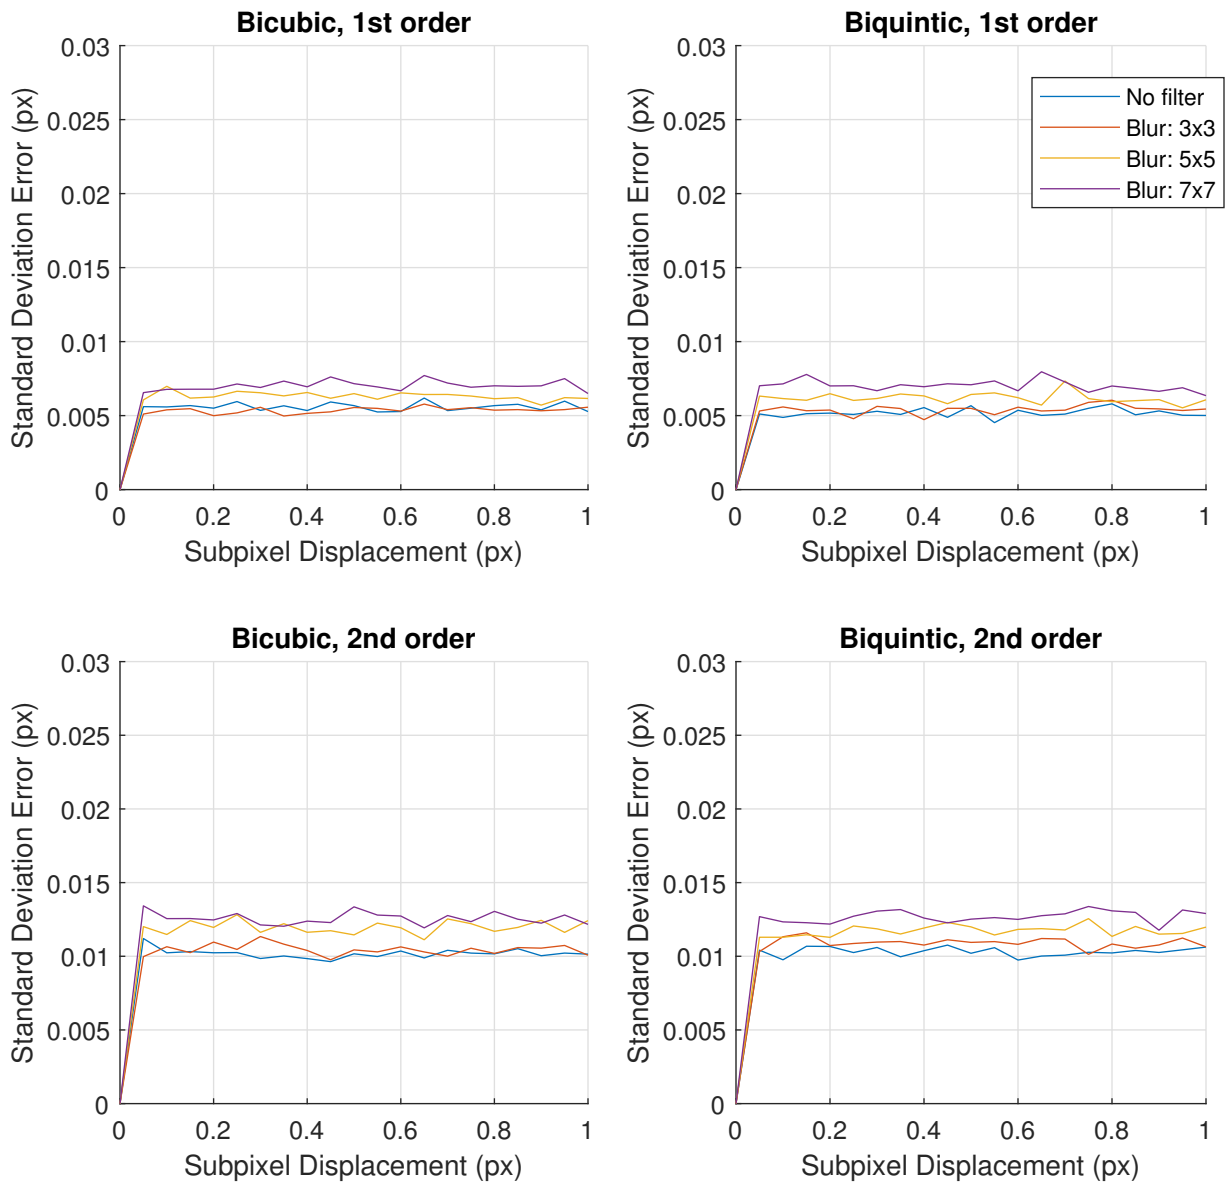 Bicubic, 1st order
0.03
0.025
0.02
0.015
0.01
0.005
0
Standard Deviation Error (px)
0 0.2 0.4 0.6 0.8 1
Subpixel Displacement (px)
Biquintic, 1st order
0.03
0.025
0.02
0.015
0.01
0.005
0
Standard Deviation Error (px)
No filter
Blur: 3x3
Blur: 5x5
Blur: 7x7
0 0.2 0.4 0.6 0.8 1
Subpixel Displacement (px)
Bicubic, 2nd order
0.03
0.025
0.02
0.015
0.01
0.005
0
Standard Deviation Error (px)
0 0.2 0.4 0.6 0.8 1
Subpixel Displacement (px)
Biquintic, 2nd order
0.03
0.025
0.02
0.015
0.01
0.005
0
Standard Deviation Error (px)
0 0.2 0.4 0.6 0.8 1
Subpixel Displacement (px)